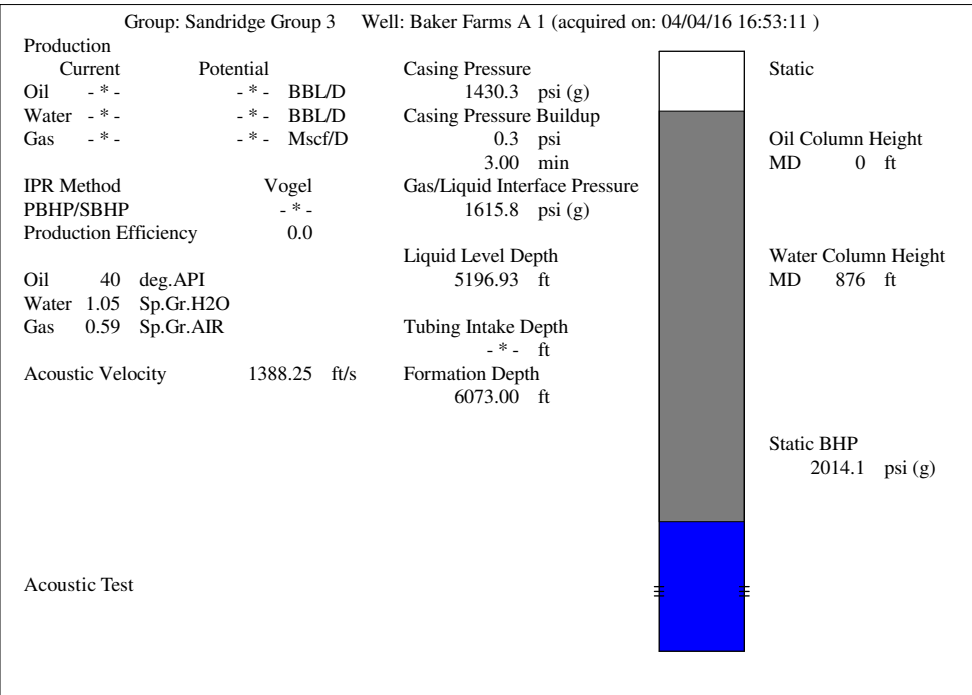 Group: Sandridge Group 3 Well: Baker Farms A 1 (acquired on: 04/04/16 16:53:11 )
Production
Current Potential
Oil - * - - * - BBL/D
Water - * - - * - BBL/D
Gas - * - - * - Mscf/D
IPR Method Vogel
PBHP/SBHP - * -
Production Efficiency 0.0
Oil 40 deg.API
Water 1.05 Sp.Gr.H2O
Gas 0.59 Sp.Gr.AIR
Acoustic Velocity 1388.25 ft/s
Acoustic Test
Casing Pressure
1430.3 psi (g)
Casing Pressure Buildup
0.3 psi
3.00 min
Gas/Liquid Interface Pressure
1615.8 psi (g)
Liquid Level Depth
5196.93 ft
Tubing Intake Depth
- * - ft
Formation Depth
6073.00 ft
Static
Oil Column Height
MD 0 ft
Water Column Height
MD 876 ft
Static BHP
2014.1 psi (g)